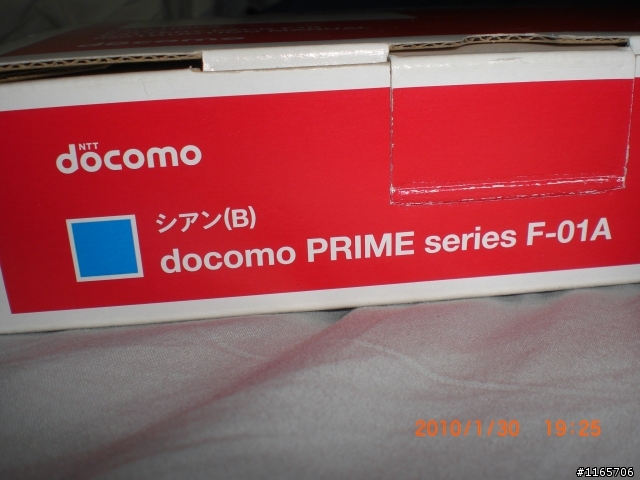 NTT
docomo
シアン(B)
docomo PRIME series F-01A
2010/1/30 19:25
#1165706